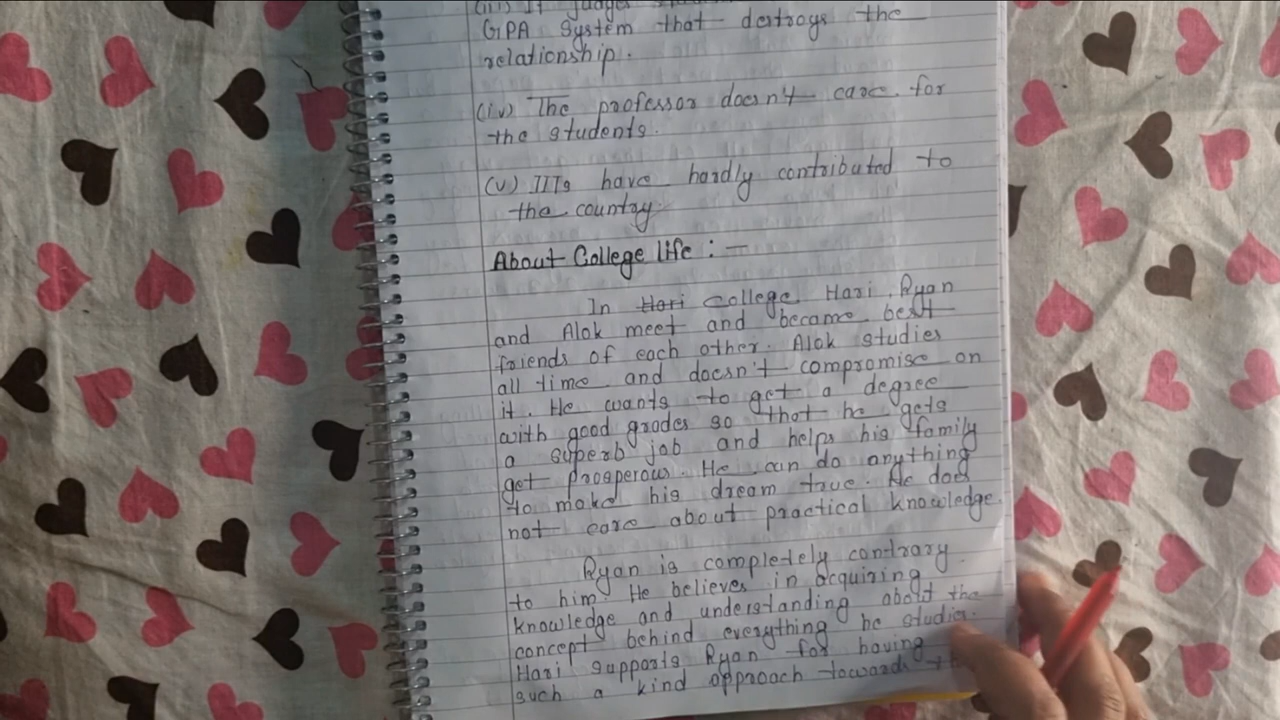 (iii) It judges
GPA System that destroys the
relationship.
(iv) The professor doesn't care for
the students.
(v) IITs have hardly contributed to
the country.
About College life : —
In Hari college Hari, Ryan
and Alok meet and became best
friends of each other. Alok studies
all time and doesn't compromise on
it. He wants to get a degree
with good grades so that he gets
a superb job and helps his family
get prosperous. He can do anything
to make his dream true. He does
not care about practical knowledge.
Ryan is completely contrary
to him. He believes in acquiring
knowledge and understanding about the
concept behind everything he studies.
Hari supports Ryan for having
such a kind approach towards